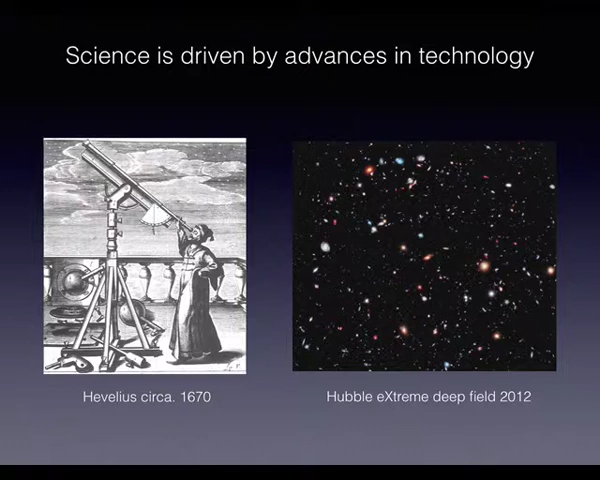 Science is driven by advances in technology
Hevelius circa. 1670
Hubble eXtreme deep field 2012